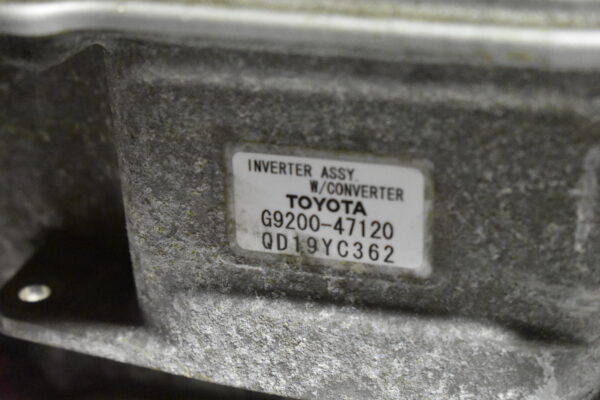 INVERTER ASSY.
W/CONVERTER
TOYOTA
G9200-47120
QD19YC362